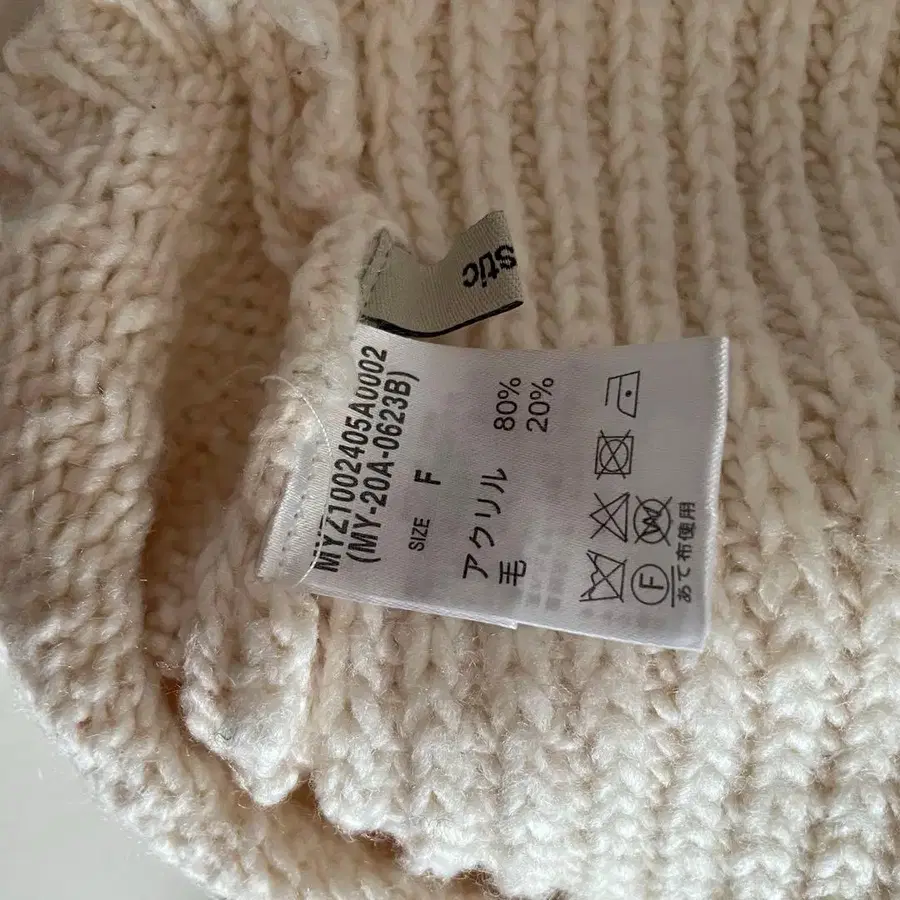 stic
MYZ1002405A0002
(MY-20A-0623B)
SIZE F
アクリル 80%
毛 20%
W
F
あて布使用